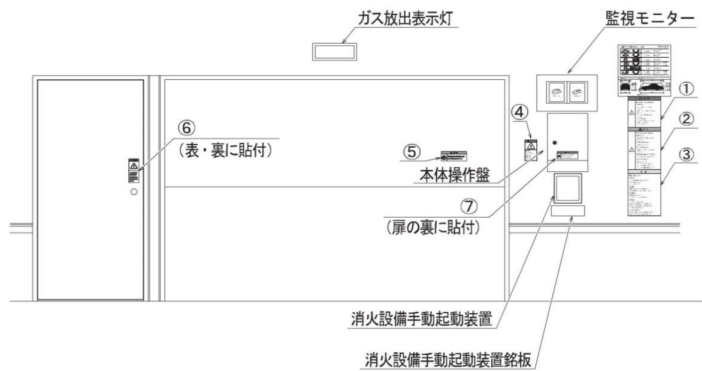 ガス放出表示灯
監視モニター
①
④
⑥
②
(表・裏に貼付)
⑤
③
本体操作盤
⑦
(扉の裏に貼付)
消火設備手動起動装置
消火設備手動起動装置銘板